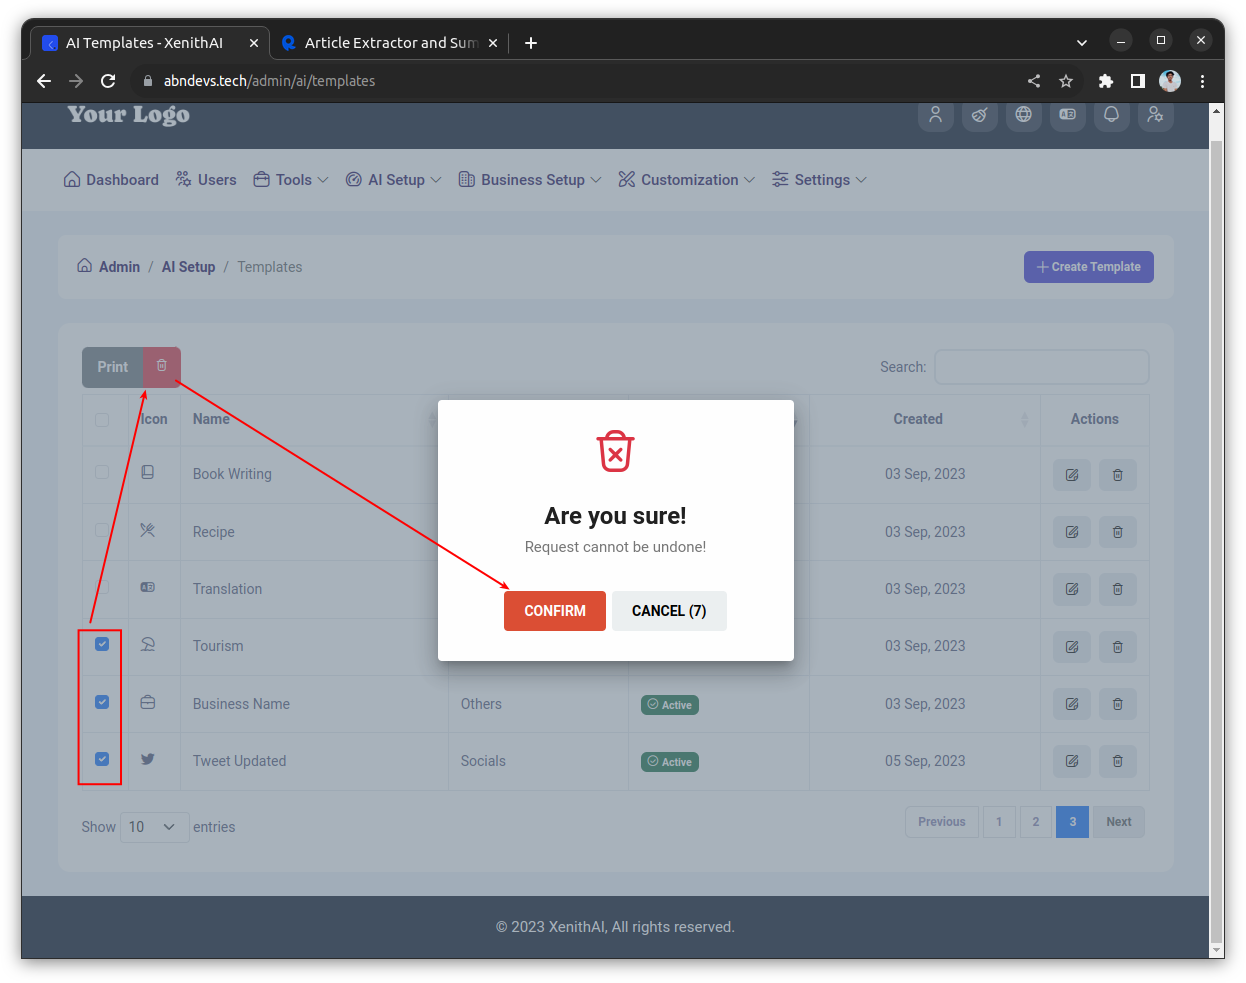 AI Templates - XenithAI
Article Extractor and Sum
abndevs.tech/admin/ai/templates
Your Logo
Dashboard Users Tools AI Setup Business Setup Customization Settings
Admin / AI Setup / Templates
Create Template
Print
Search:
Icon Name Created Actions
Book Writing 03 Sep, 2023
Recipe 03 Sep, 2023
Translation 03 Sep, 2023
Tourism 03 Sep, 2023
Business Name Others Active 03 Sep, 2023
Tweet Updated Socials Active 05 Sep, 2023
Are you sure!
Request cannot be undone!
CONFIRM CANCEL (7)
Show 10 entries
Previous 1 2 3 Next
© 2023 XenithAI, All rights reserved.